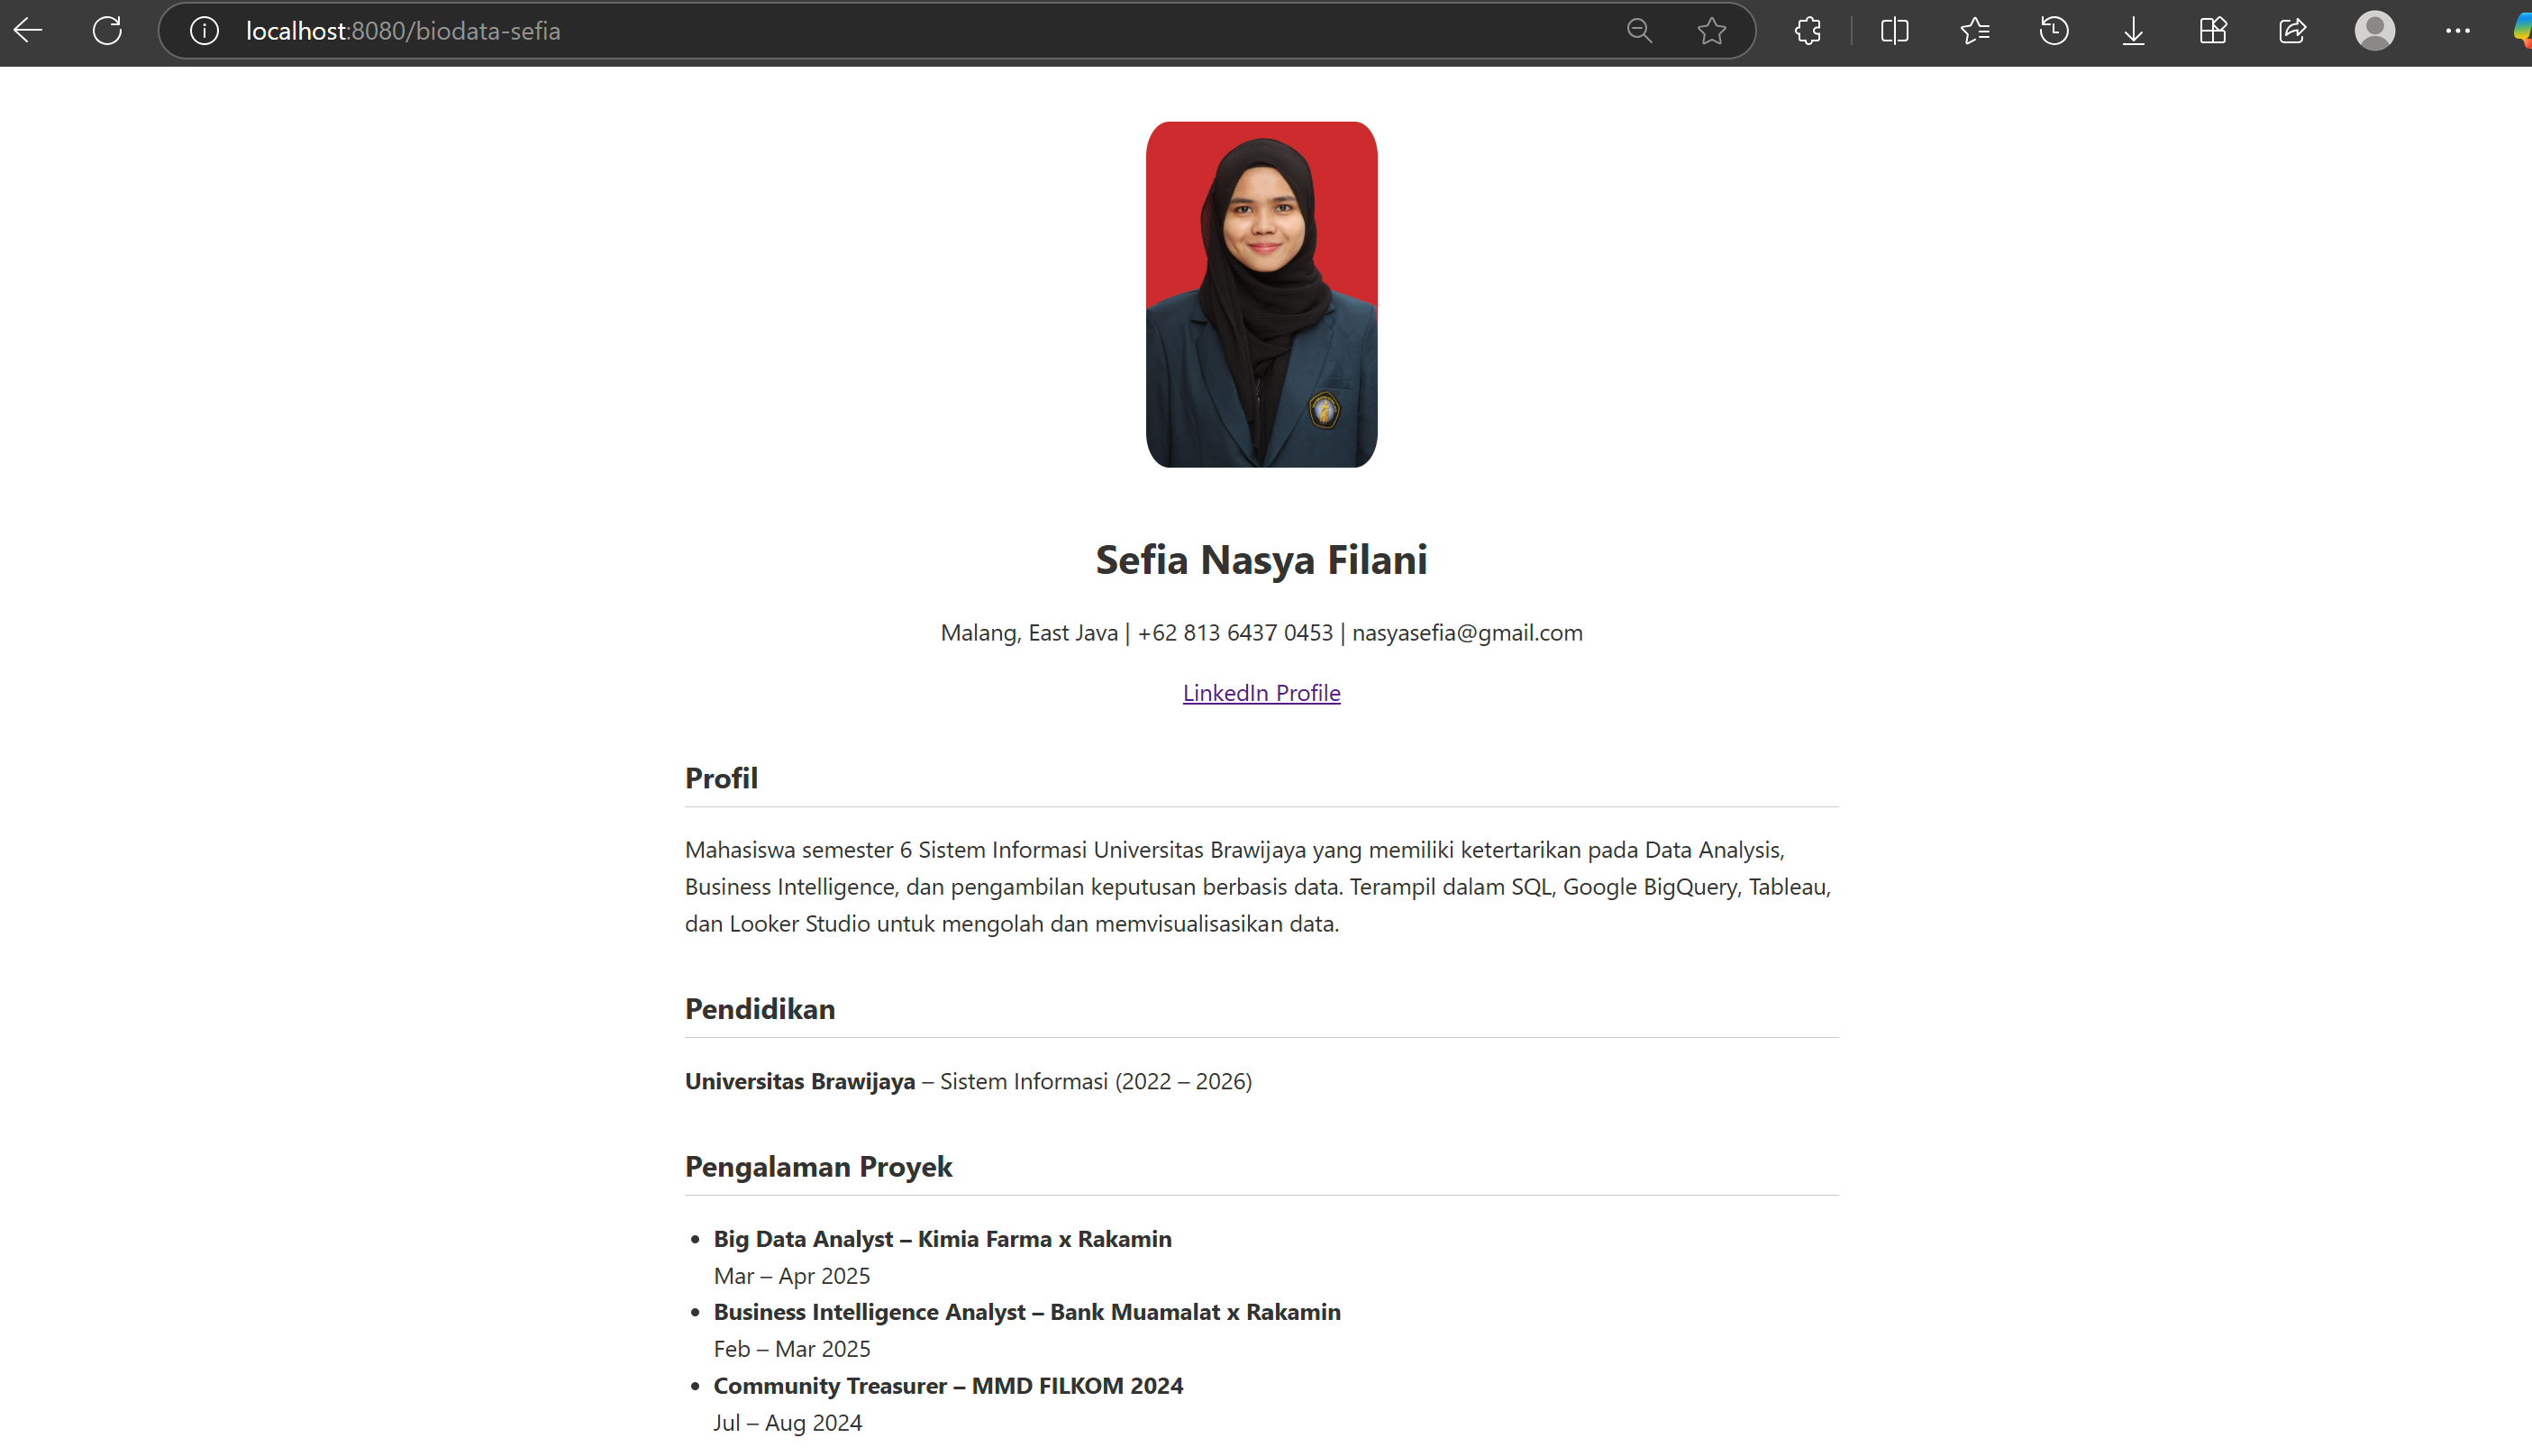 localhost:8080/biodata-sefia
Sefia Nasya Filani
Malang, East Java | +62 813 6437 0453 | nasyasefia@gmail.com
LinkedIn Profile
Profil
Mahasiswa semester 6 Sistem Informasi Universitas Brawijaya yang memiliki ketertarikan pada Data Analysis,
Business Intelligence, dan pengambilan keputusan berbasis data. Terampil dalam SQL, Google BigQuery, Tableau,
dan Looker Studio untuk mengolah dan memvisualisasikan data.
Pendidikan
Universitas Brawijaya – Sistem Informasi (2022 – 2026)
Pengalaman Proyek
• Big Data Analyst – Kimia Farma x Rakamin
Mar – Apr 2025
• Business Intelligence Analyst – Bank Muamalat x Rakamin
Feb – Mar 2025
• Community Treasurer – MMD FILKOM 2024
Jul – Aug 2024